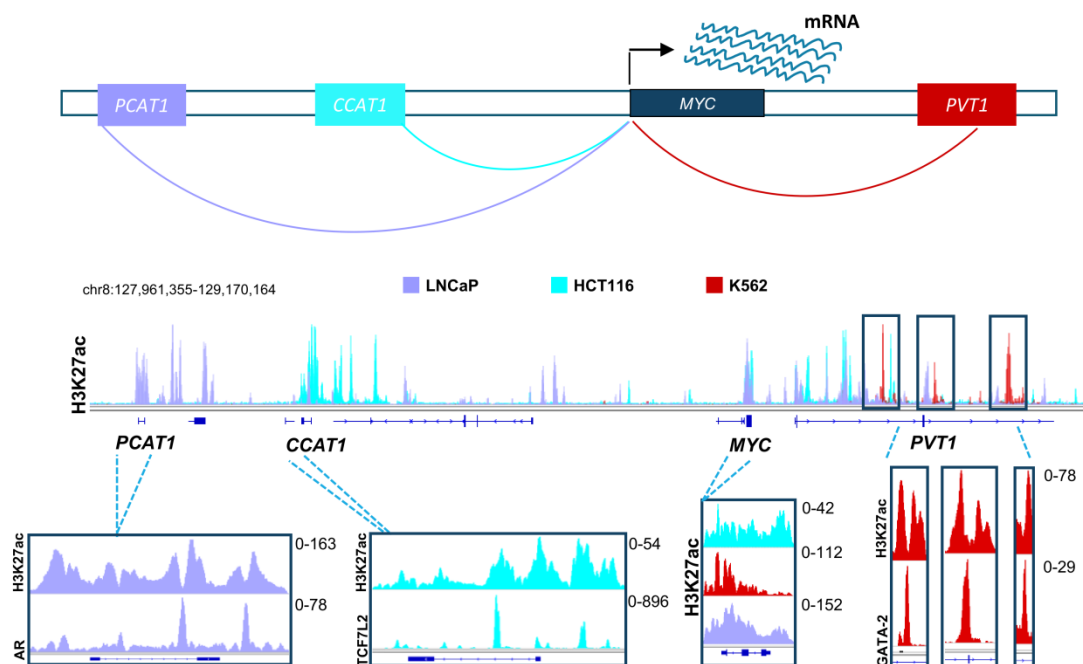 mRNA
PCAT1
CCAT1
MYC
PVT1
chr8:127,961,355-129,170,164
LNCaP
HCT116
K562
H3K27ac
PCAT1
CCAT1
MYC
PVT1
H3K27ac
0-163
AR
0-78
H3K27ac
0-54
TCF7L2
0-896
H3K27ac
0-42
0-112
0-152
H3K27ac
0-78
GATA-2
0-29